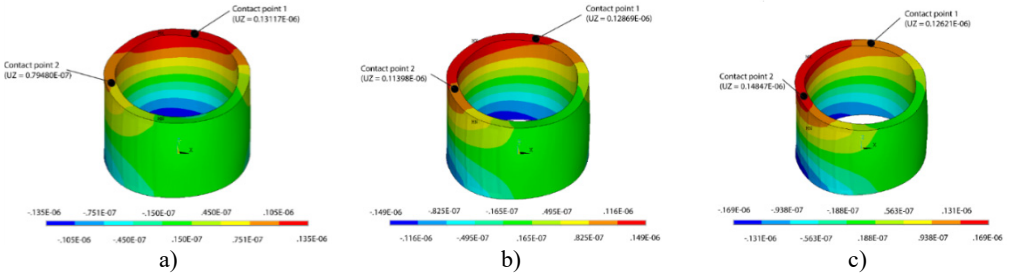 Contact point 1
(UZ = 0.13117E-06)
Contact point 2
(UZ = 0.79480E-07)
X
-.135E-06 -.751E-07 -.150E-07 .450E-07 .105E-06
-.105E-06 -.450E-07 .150E-07 .751E-07 .135E-06
a)
Contact point 1
(UZ = 0.12869E-06)
Contact point 2
(UZ = 0.11398E-06)
X
-.149E-06 -.825E-07 -.165E-07 .495E-07 .116E-06
-.116E-06 -.495E-07 .165E-07 .825E-07 .149E-06
b)
Contact point 1
(UZ = 0.12621E-06)
Contact point 2
(UZ = 0.14847E-06)
X
-.169E-06 -.938E-07 -.188E-07 .563E-07 .131E-06
-.131E-06 -.563E-07 .188E-07 .938E-07 .169E-06
c)